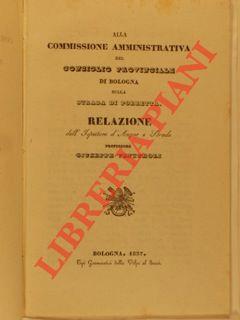 ALLA
COMMISSIONE AMMINISTRATIVA
DEL
CONSIGLIO PROVINCIALE
DI BOLOGNA
SULLA
STRADA DI PORRETTA.
RELAZIONE
dell' Ispettore d' Acque e Strade
PROFESSORE
GIUSEPPE VENTUROLI
BOLOGNA, 1837.
Tipi Governativi della Volpe al Sassi.
LIBRERIA PIANI